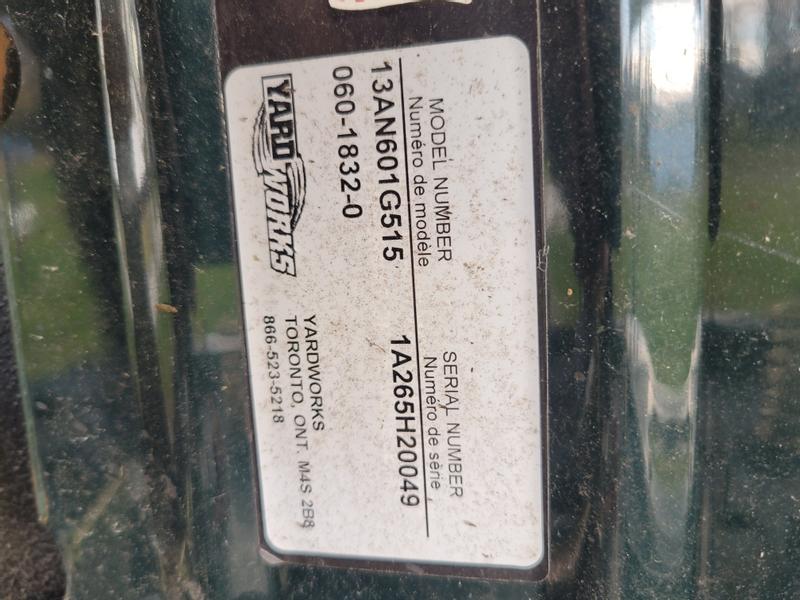 MODEL NUMBER
Numéro de modèle
13AN601G515
060-1832-0
SERIAL NUMBER
Numéro de sèrie
1A265H20049
YARD WORKS
YARDWORKS
TORONTO, ONT. M4S 2B8
866-523-5218